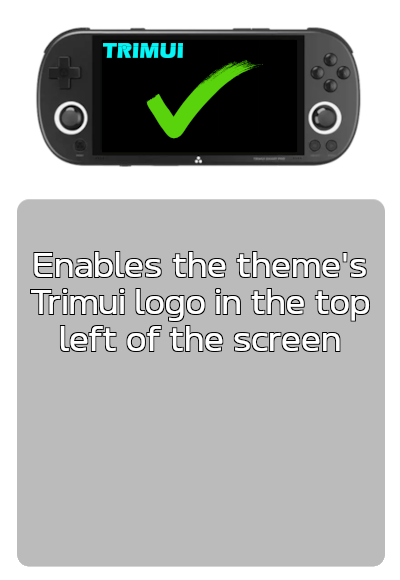 TRIMUI
Enables the theme's
Trimui logo in the top
left of the screen